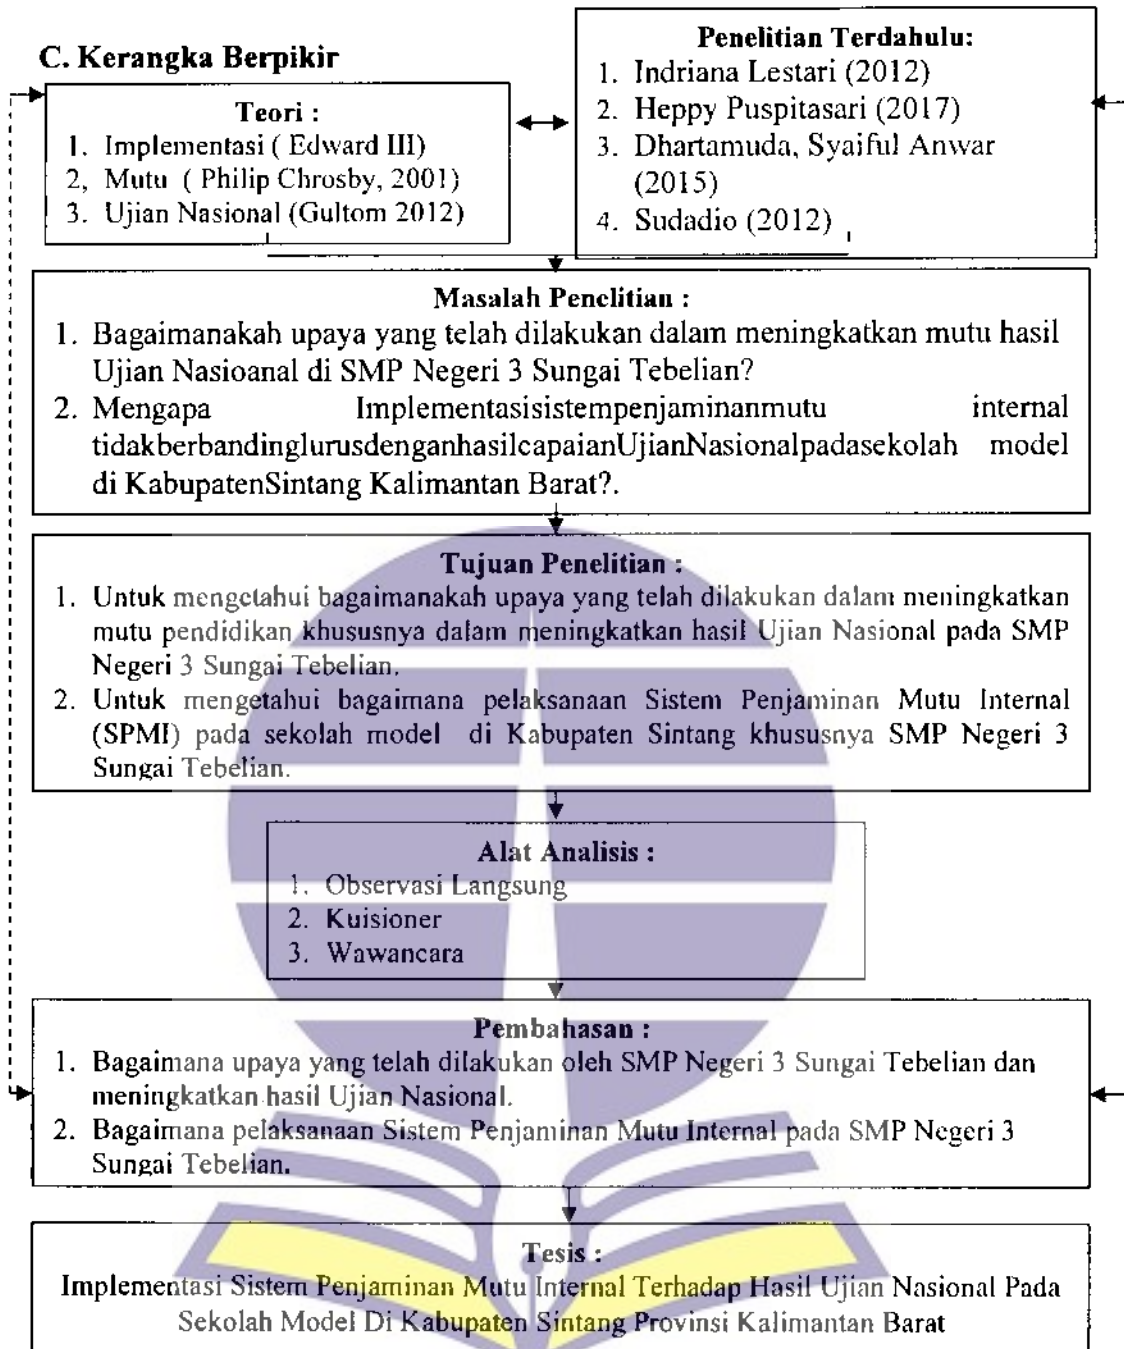 C. Kerangka Berpikir
Teori :
1. Implementasi ( Edward III)
2, Mutu ( Philip Chrosby, 2001)
3. Ujian Nasional (Gultom 2012)
Penelitian Terdahulu:
1. Indriana Lestari (2012)
2. Heppy Puspitasari (2017)
3. Dhartamuda, Syaiful Anwar
(2015)
4. Sudadio (2012)
Masalah Penelitian :
1. Bagaimanakah upaya yang telah dilakukan dalam meningkatkan mutu hasil
Ujian Nasioanal di SMP Negeri 3 Sungai Tebelian?
2. Mengapa Implementasisistempenjaminanmutu internal
tidakberbandinglurusdenganhasilcapaianUjianNasionalpadasekolah model
di KabupatenSintang Kalimantan Barat?.
Tujuan Penelitian :
1. Untuk mengetahui bagaimanakah upaya yang telah dilakukan dalam meningkatkan
mutu pendidikan khususnya dalam meningkatkan hasil Ujian Nasional pada SMP
Negeri 3 Sungai Tebelian.
2. Untuk mengetahui bagaimana pelaksanaan Sistem Penjaminan Mutu Internal
(SPMI) pada sekolah model di Kabupaten Sintang khususnya SMP Negeri 3
Sungai Tebelian.
Alat Analisis :
1. Observasi Langsung
2. Kuisioner
3. Wawancara
Pembahasan :
1. Bagaimana upaya yang telah dilakukan oleh SMP Negeri 3 Sungai Tebelian dan
meningkatkan hasil Ujian Nasional.
2. Bagaimana pelaksanaan Sistem Penjaminan Mutu Internal pada SMP Negeri 3
Sungai Tebelian.
Tesis :
Implementasi Sistem Penjaminan Mutu Internal Terhadap Hasil Ujian Nasional Pada
Sekolah Model Di Kabupaten Sintang Provinsi Kalimantan Barat